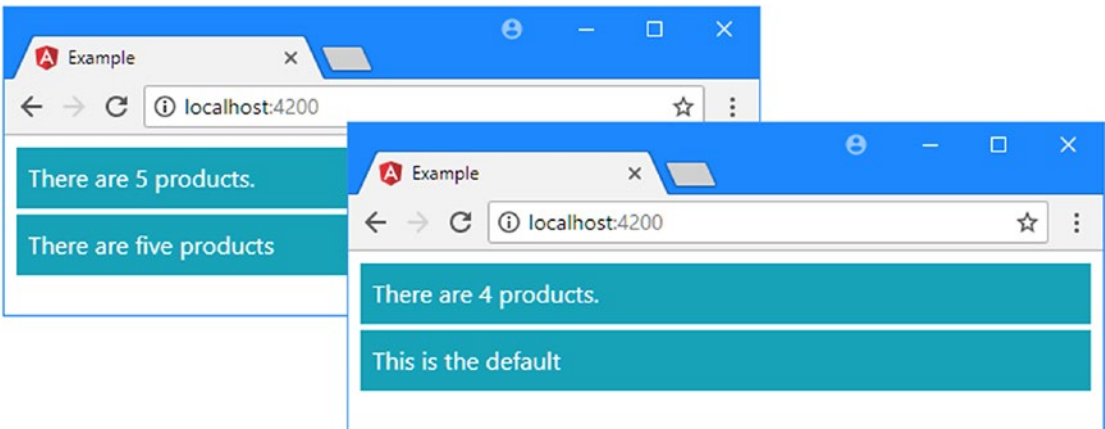 Example
localhost:4200
There are 5 products.
There are five products
Example
localhost:4200
There are 4 products.
This is the default